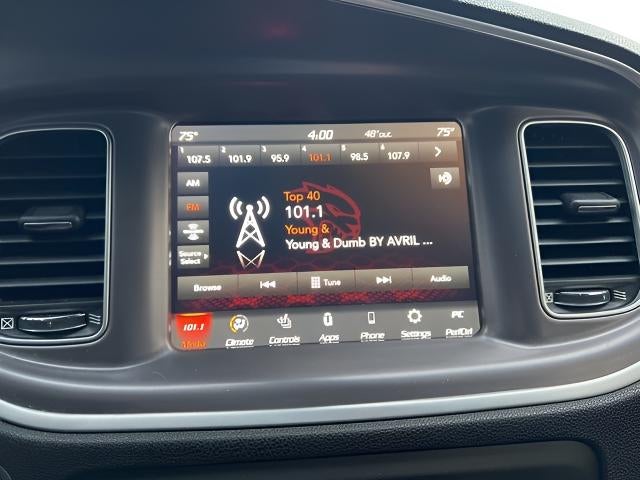 75° 4:00 48° OUT 75°
1 2 3 4 5 6
107.5 101.9 95.9 101.1 98.5 107.9
AM
FM
Source
Select
Top 40
101.1
Young &
Young & Dumb BY AVRIL ...
Browse Tune Audio
101.1
Media Climate Controls Apps Phone Settings